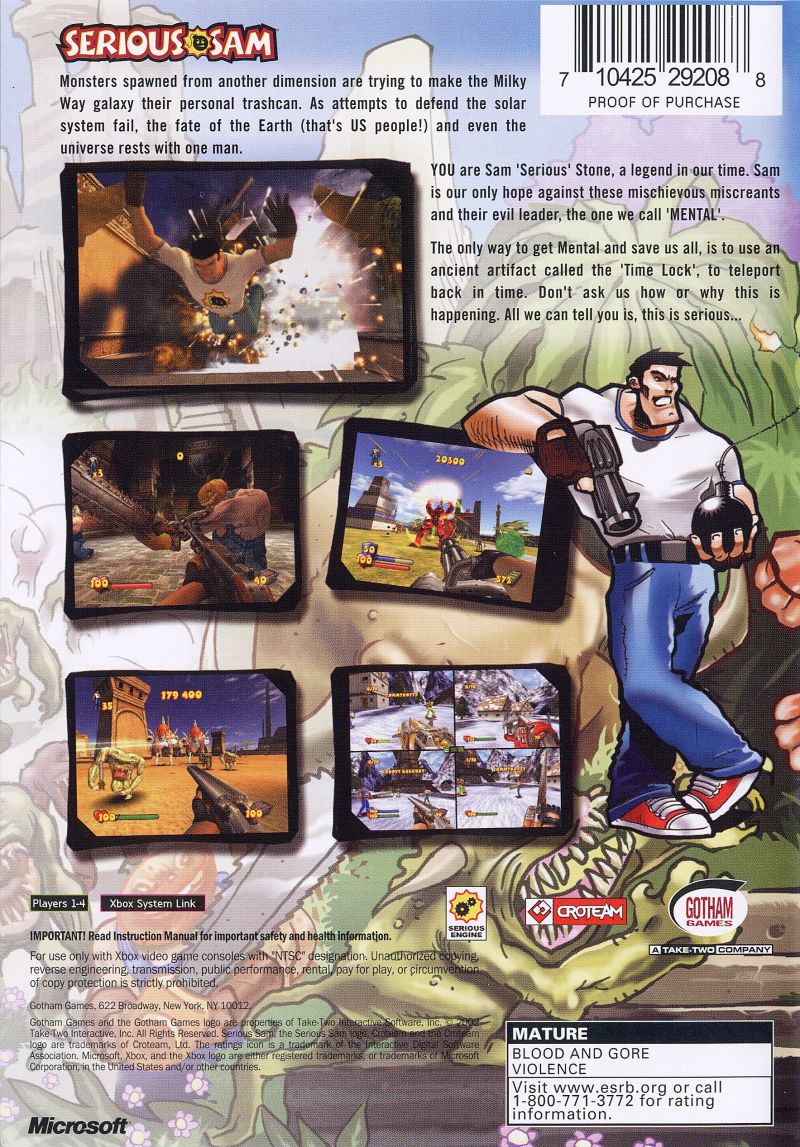 SERIOUS SAM
7 10425 29208 8
PROOF OF PURCHASE
Monsters spawned from another dimension are trying to make the Milky
Way galaxy their personal trashcan. As attempts to defend the solar
system fail, the fate of the Earth (that's US people!) and even the
universe rests with one man.
YOU are Sam 'Serious' Stone, a legend in our time. Sam
is our only hope against these mischievous miscreants
and their evil leader, the one we call 'MENTAL'.
The only way to get Mental and save us all, is to use an
ancient artifact called the 'Time Lock', to teleport
back in time. Don't ask us how or why this is
happening. All we can tell you is, this is serious...
x3
0
100
40
x3
20300
50
100
572
35
179 400
100
100
Players 1-4
Xbox System Link
SERIOUS
ENGINE
CROTEAM
GOTHAM
GAMES
A TAKE-TWO COMPANY
IMPORTANT! Read Instruction Manual for important safety and health information.
For use only with Xbox video game consoles with "NTSC" designation. Unauthorized copying,
reverse engineering, transmission, public performance, rental, pay for play, or circumvention
of copy protection is strictly prohibited.
Gotham Games, 622 Broadway, New York, NY 10012.
Gotham Games and the Gotham Games logo are properties of Take-Two Interactive Software, Inc. © 2002
Take-Two Interactive, Inc. All Rights Reserved. Serious Sam, the Serious Sam logo, Croteam and the Croteam
logo are trademarks of Croteam, Ltd. The ratings icon is a trademark of the Interactive Digital Software
Association. Microsoft, Xbox, and the Xbox logo are either registered trademarks, or trademarks of Microsoft
Corporation, in the United States and/or other countries.
MATURE
BLOOD AND GORE
VIOLENCE
Visit www.esrb.org or call
1-800-771-3772 for rating
information.
Microsoft